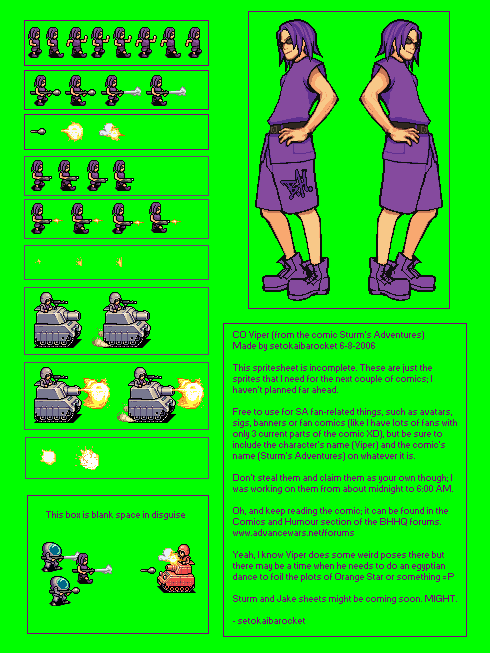 CO Viper (from the comic Sturm's Adventures)
Made by setokaibarocket 6-8-2006
This spritesheet is incomplete. These are just the
sprites that I need for the next couple of comics; I
haven't planned far ahead.
Free to use for SA fan-related things, such as avatars,
sigs, banners or fan comics (like I have lots of fans with
only 3 current parts of the comic XD), but be sure to
include the character's name (Viper) and the comic's
name (Sturm's Adventures) on whatever it is.
Don't steal them and claim them as your own though; I
was working on them from about midnight to 6:00 AM.
Oh, and keep reading the comic; it can be found in the
Comics and Humour section of the BHHQ forums.
www.advancewars.net/forums
Yeah, I know Viper does some weird poses there but
there may be a time when he needs to do an egyptian
dance to foil the plots of Orange Star or something =P
Sturm and Jake sheets might be coming soon. MIGHT.
- setokaibarocket
This box is blank space in disguise